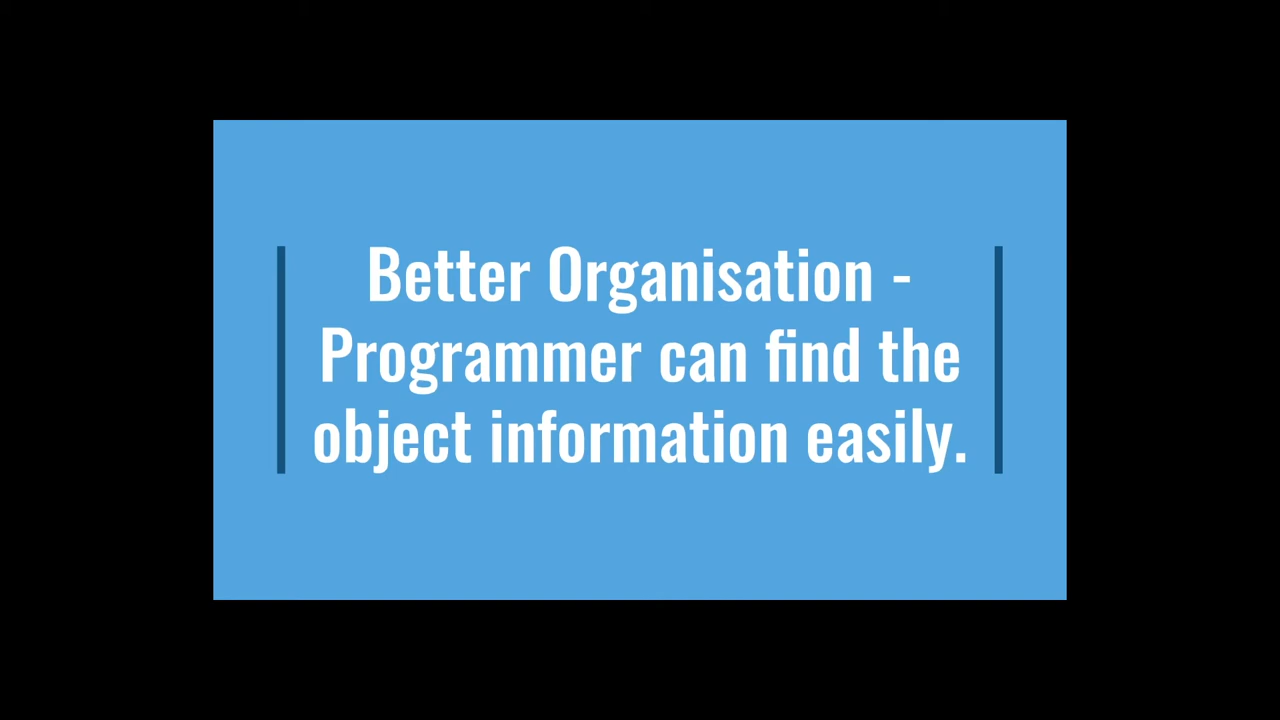 Better Organisation -
Programmer can find the
object information easily.